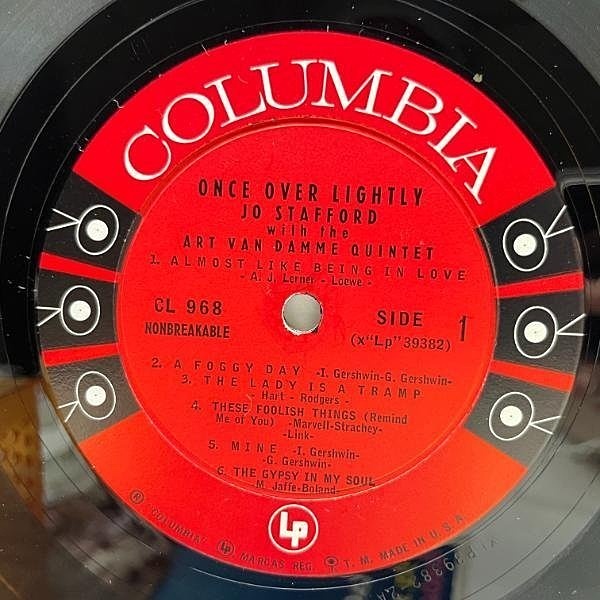 COLUMBIA
ONCE OVER LIGHTLY
JO STAFFORD
with the
ART VAN DAMME QUINTET
1. ALMOST LIKE BEING IN LOVE
- A. J. Lerner - Loewe -
CL 968
NONBREAKABLE
SIDE 1
(x"Lp"39382)
2. A FOGGY DAY -I. Gershwin-G. Gershwin-
3. THE LADY IS A TRAMP
- Hart - Rodgers -
4. THESE FOOLISH THINGS (Remind
Me of You) -Marvell-Strachey-
-Link-
5. MINE -I. Gershwin-
-G. Gershwin-
6. THE GYPSY IN MY SOUL
-M. Jaffe-Boland-
Lp
® "COLUMBIA" Lp MARCAS REG. T. M. MADE IN U.S.A.